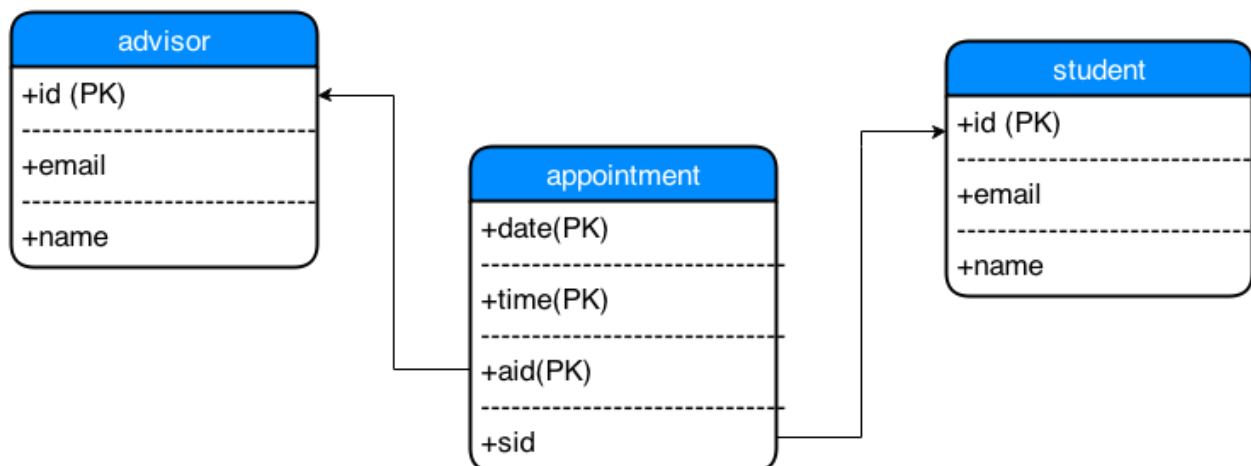 advisor
+id (PK)
+email
+name
appointment
+date(PK)
+time(PK)
+aid(PK)
+sid
student
+id (PK)
+email
+name